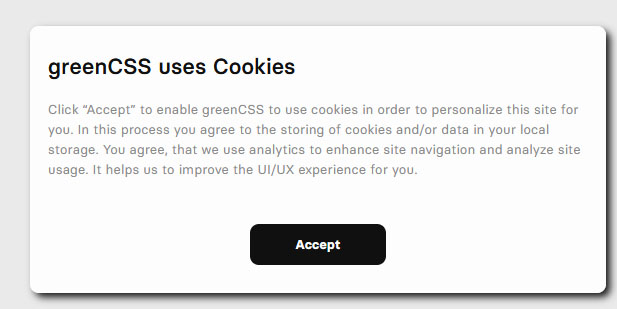 greenCSS uses Cookies
Click “Accept” to enable greenCSS to use cookies in order to personalize this site for
you. In this process you agree to the storing of cookies and/or data in your local
storage. You agree, that we use analytics to enhance site navigation and analyze site
usage. It helps us to improve the UI/UX experience for you.
Accept